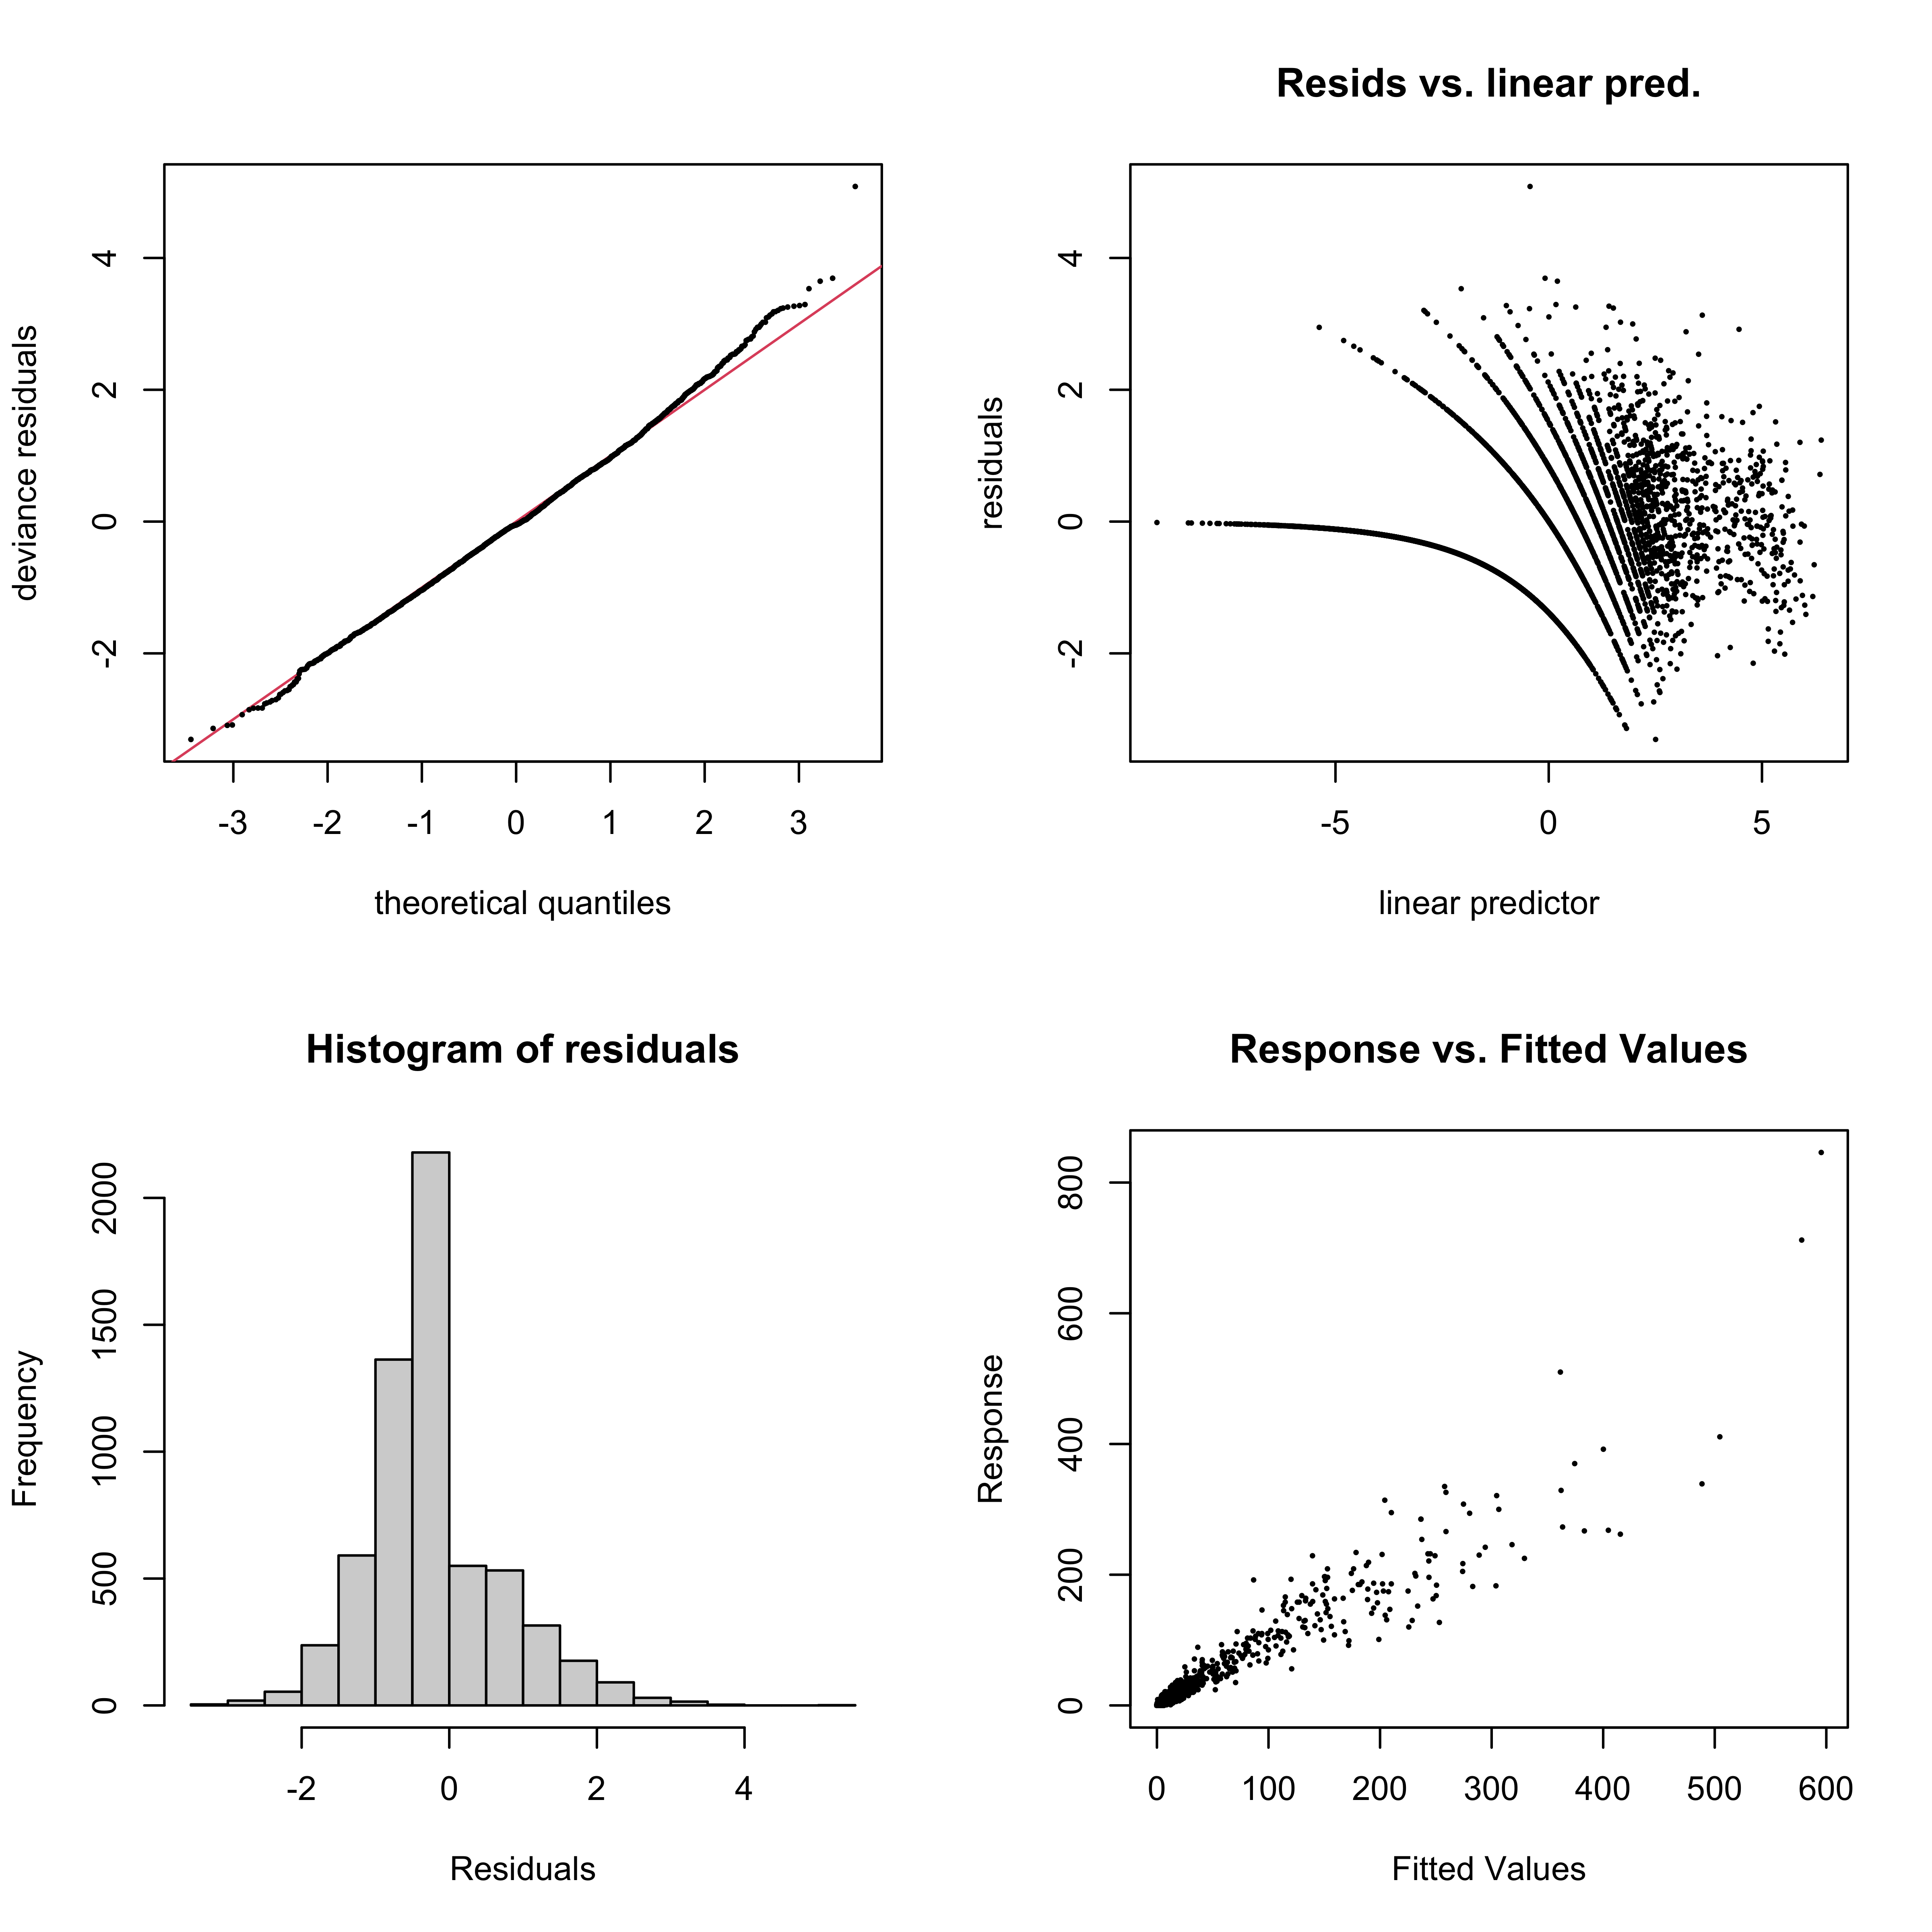 deviance residuals
4
2
0
-2
-3 -2 -1 0 1 2 3
theoretical quantiles
Resids vs. linear pred.
residuals
4
2
0
-2
-5 0 5
linear predictor
Histogram of residuals
Frequency
2000
1500
1000
500
0
-2 0 2 4
Residuals
Response vs. Fitted Values
Response
800
600
400
200
0
0 100 200 300 400 500 600
Fitted Values